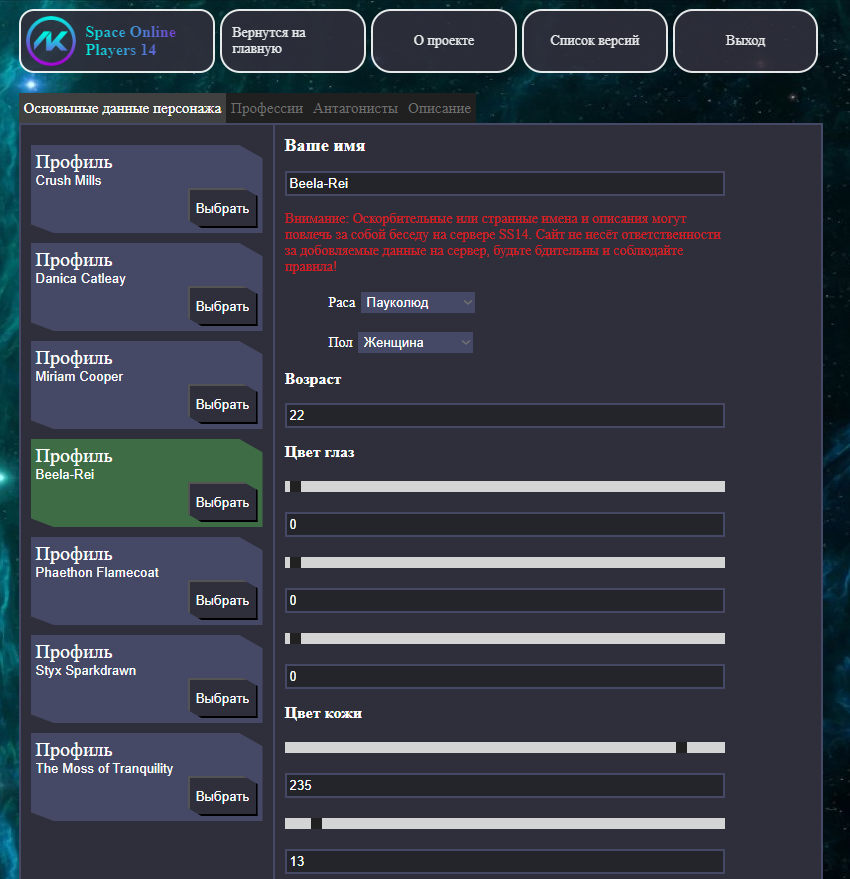 Space Online
Players 14
Вернутся на
главную
О проекте
Список версий
Выход
Основыные данные персонажа
Профессии
Антагонисты
Описание
Профиль
Crush Mills
Выбрать
Профиль
Danica Catleay
Выбрать
Профиль
Miriam Cooper
Выбрать
Профиль
Beela-Rei
Выбрать
Профиль
Phaethon Flamecoat
Выбрать
Профиль
Styx Sparkdrawn
Выбрать
Профиль
The Moss of Tranquility
Выбрать
Ваше имя
Beela-Rei
Внимание: Оскорбительные или странные имена и описания могут
повлечь за собой беседу на сервере SS14. Сайт не несёт ответственности
за добовляемые данные на сервер, будьте бдительны и соблюдайте
правила!
Раса Пауколюд
Пол Женщина
Возраст
22
Цвет глаз
0
0
0
Цвет кожи
235
13